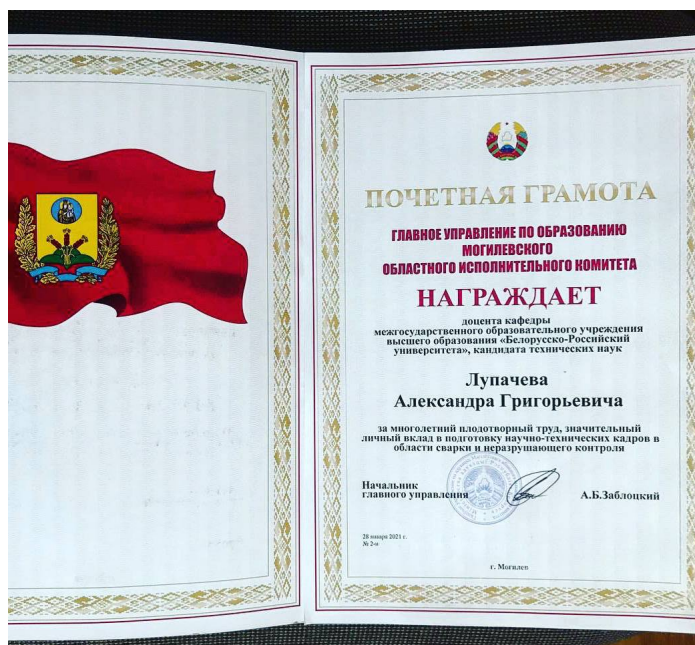 ПОЧЕТНАЯ ГРАМОТА
ГЛАВНОЕ УПРАВЛЕНИЕ ПО ОБРАЗОВАНИЮ
МОГИЛЕВСКОГО
ОБЛАСТНОГО ИСПОЛНИТЕЛЬНОГО КОМИТЕТА
НАГРАЖДАЕТ
доцента кафедры
межгосударственного образовательного учреждения
высшего образования «Белорусско-Российский
университета», кандидата технических наук
Лупачева
Александра Григорьевича
за многолетний плодотворный труд, значительный
личный вклад в подготовку научно-технических кадров в
области сварки и неразрушающего контроля
Начальник
главного управления
А.Б.Заблоцкий
28 января 2021 г.
№ 2-н
г. Могилев